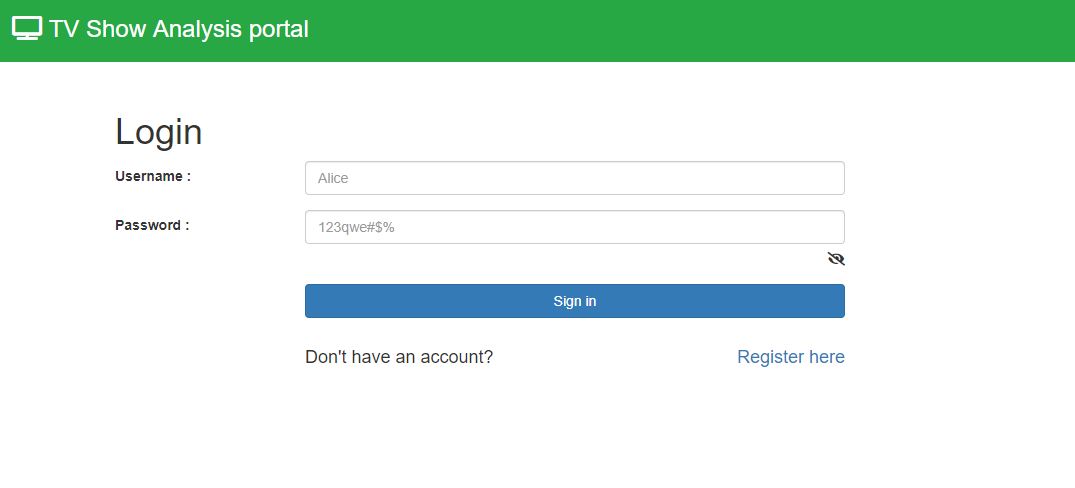 TV Show Analysis portal
Login
Username :
Alice
Password :
123qwe#$%
Sign in
Don't have an account?
Register here